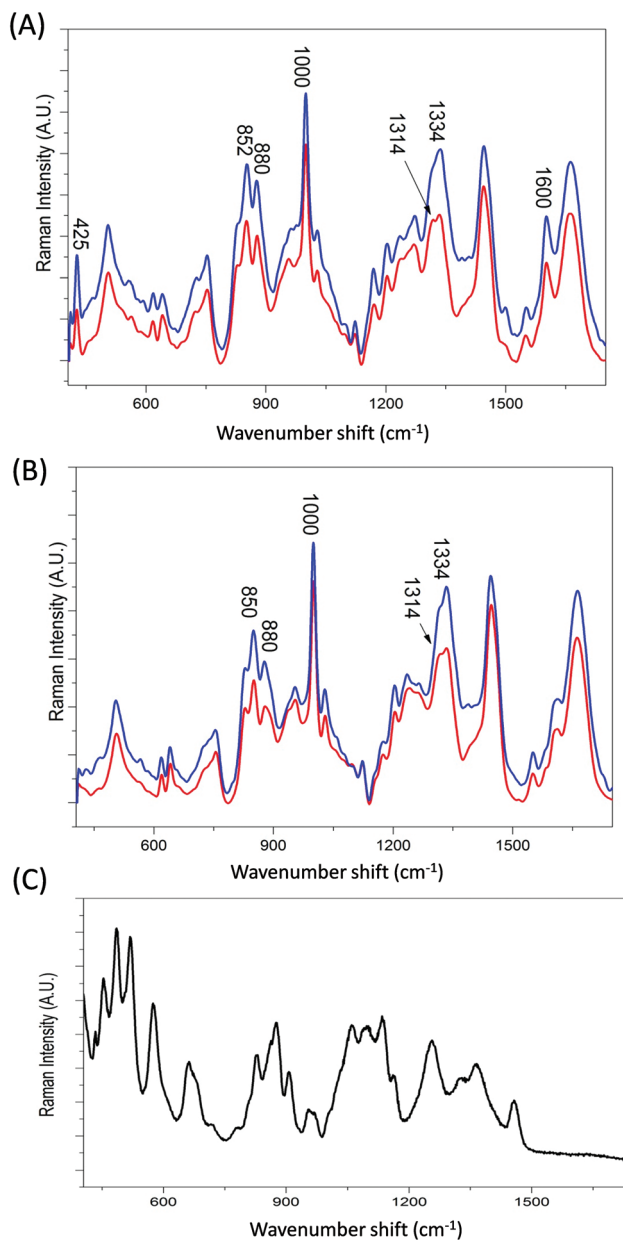 (A)
Raman Intensity (A.U.)
425
852
880
1000
1314
1334
1600
600 900 1200 1500
Wavenumber shift (cm⁻¹)
(B)
Raman Intensity (A.U.)
850
880
1000
1314
1334
600 900 1200 1500
Wavenumber shift (cm⁻¹)
(C)
Raman Intensity (A.U.)
600 900 1200 1500
Wavenumber shift (cm⁻¹)